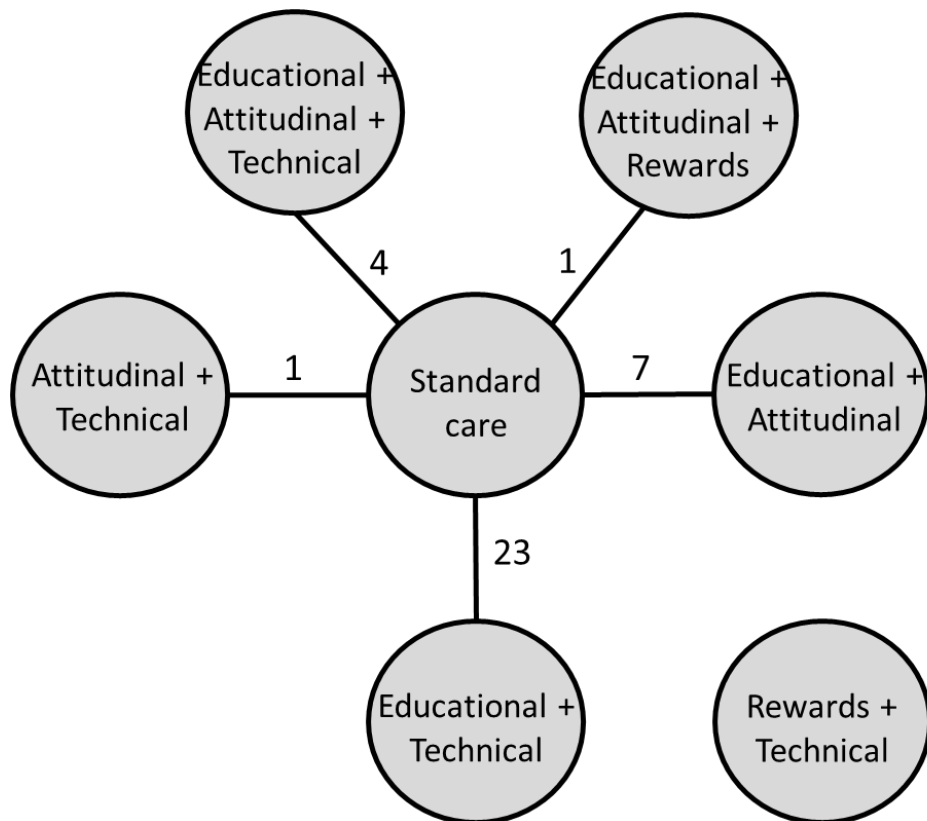 Educational +
Attitudinal +
Technical
Educational +
Attitudinal +
Rewards
4
1
Attitudinal +
Technical
1
Standard
care
7
Educational +
Attitudinal
23
Educational +
Technical
Rewards +
Technical